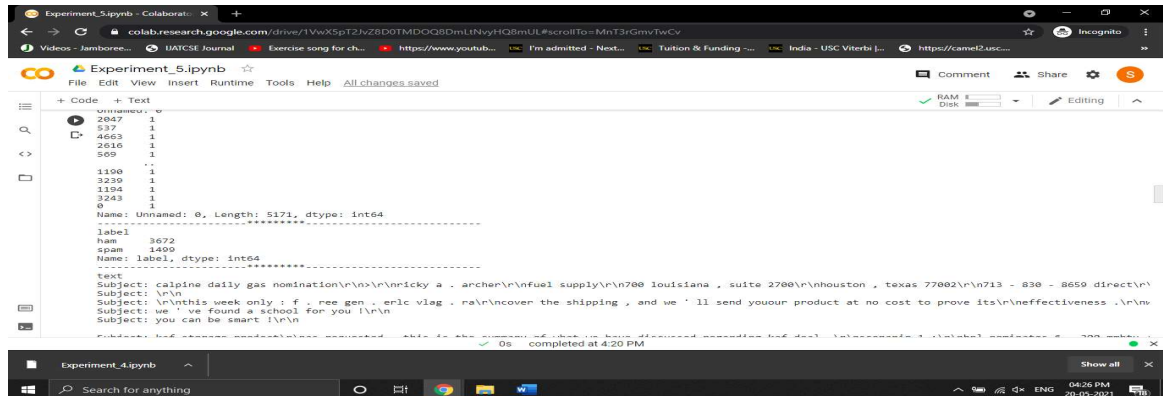 Experiment_5.ipynb - Colaborato
colab.research.google.com/drive/1VwX5pT2JvZ8D0TMDOQ8DmLtNvyHQ8mUL#scrollTo=MnT3rGmvTwCv
Incognito
Videos - Jamboree...
IJATCSE Journal
Exercise song for ch...
https://www.youtub...
I'm admitted - Next...
Tuition & Funding -...
India - USC Viterbi |...
https://camel2.usc....
Experiment_5.ipynb
Comment
Share
S
File Edit View Insert Runtime Tools Help All changes saved
+ Code + Text
RAM
Disk
Editing
Unnamed: 0
2047 1
537 1
4663 1
2616 1
569 1
..
1190 1
3239 1
1194 1
3243 1
0 1
Name: Unnamed: 0, Length: 5171, dtype: int64
---------------------------*********--------------------------------
label
ham 3672
spam 1499
Name: label, dtype: int64
---------------------------*********--------------------------------
text
Subject: calpine daily gas nomination\r\n>\r\nricky a . archer\r\nfuel supply\r\n700 louisiana , suite 2700\r\nhouston , texas 77002\r\n713 - 830 - 8659 direct\r\
Subject: \r\n
Subject: \r\nthis week only : f . ree gen . erlc vlag . ra\r\ncover the shipping , and we ' ll send youour product at no cost to prove its\r\neffectiveness .\r\n
Subject: we ' ve found a school for you !\r\n
Subject: you can be smart !\r\n
0s completed at 4:20 PM
Experiment_4.ipynb
Show all
Search for anything
ENG
04:26 PM
20-05-2021